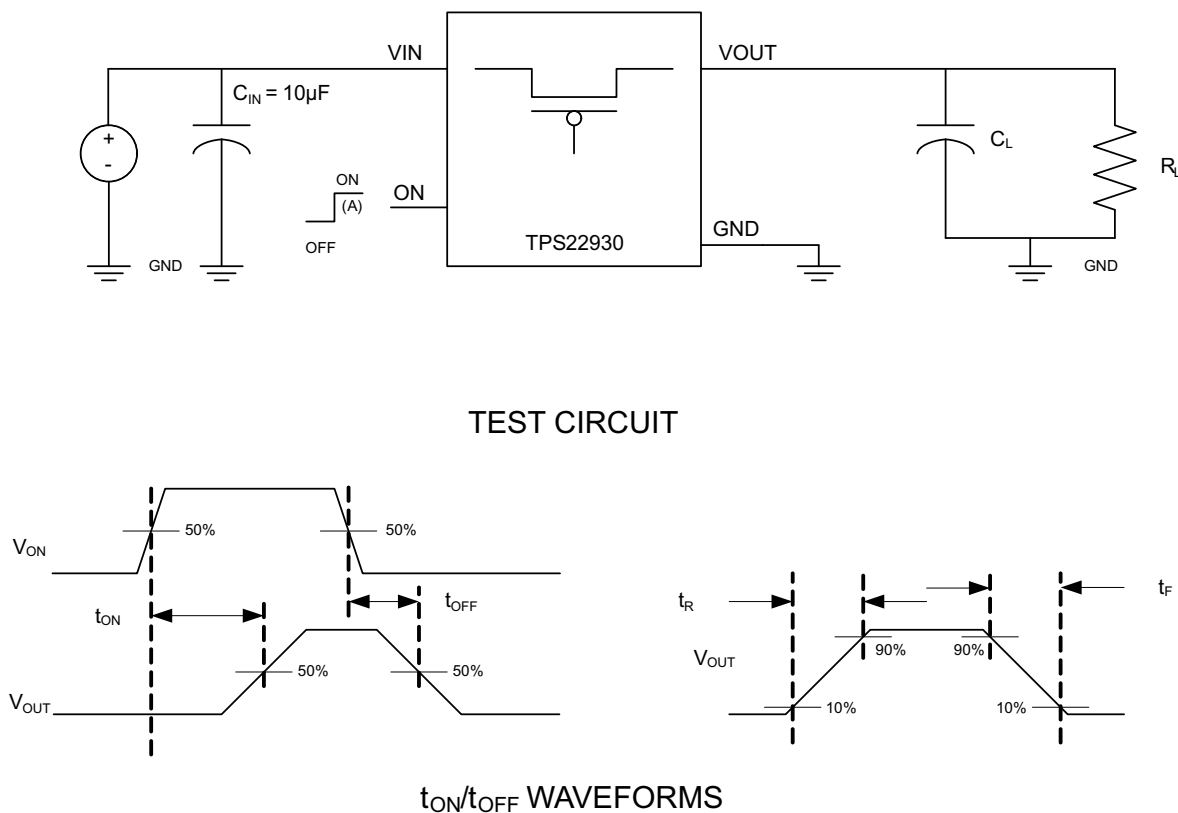 VIN
VOUT
C_IN = 10µF
+
-
ON
(A)
OFF
ON
TPS22930
GND
C_L
R_L
GND
GND
TEST CIRCUIT
V_ON
50%
50%
t_ON
t_OFF
V_OUT
50%
50%
t_R
t_F
V_OUT
90%
90%
10%
10%
t_ON/t_OFF WAVEFORMS